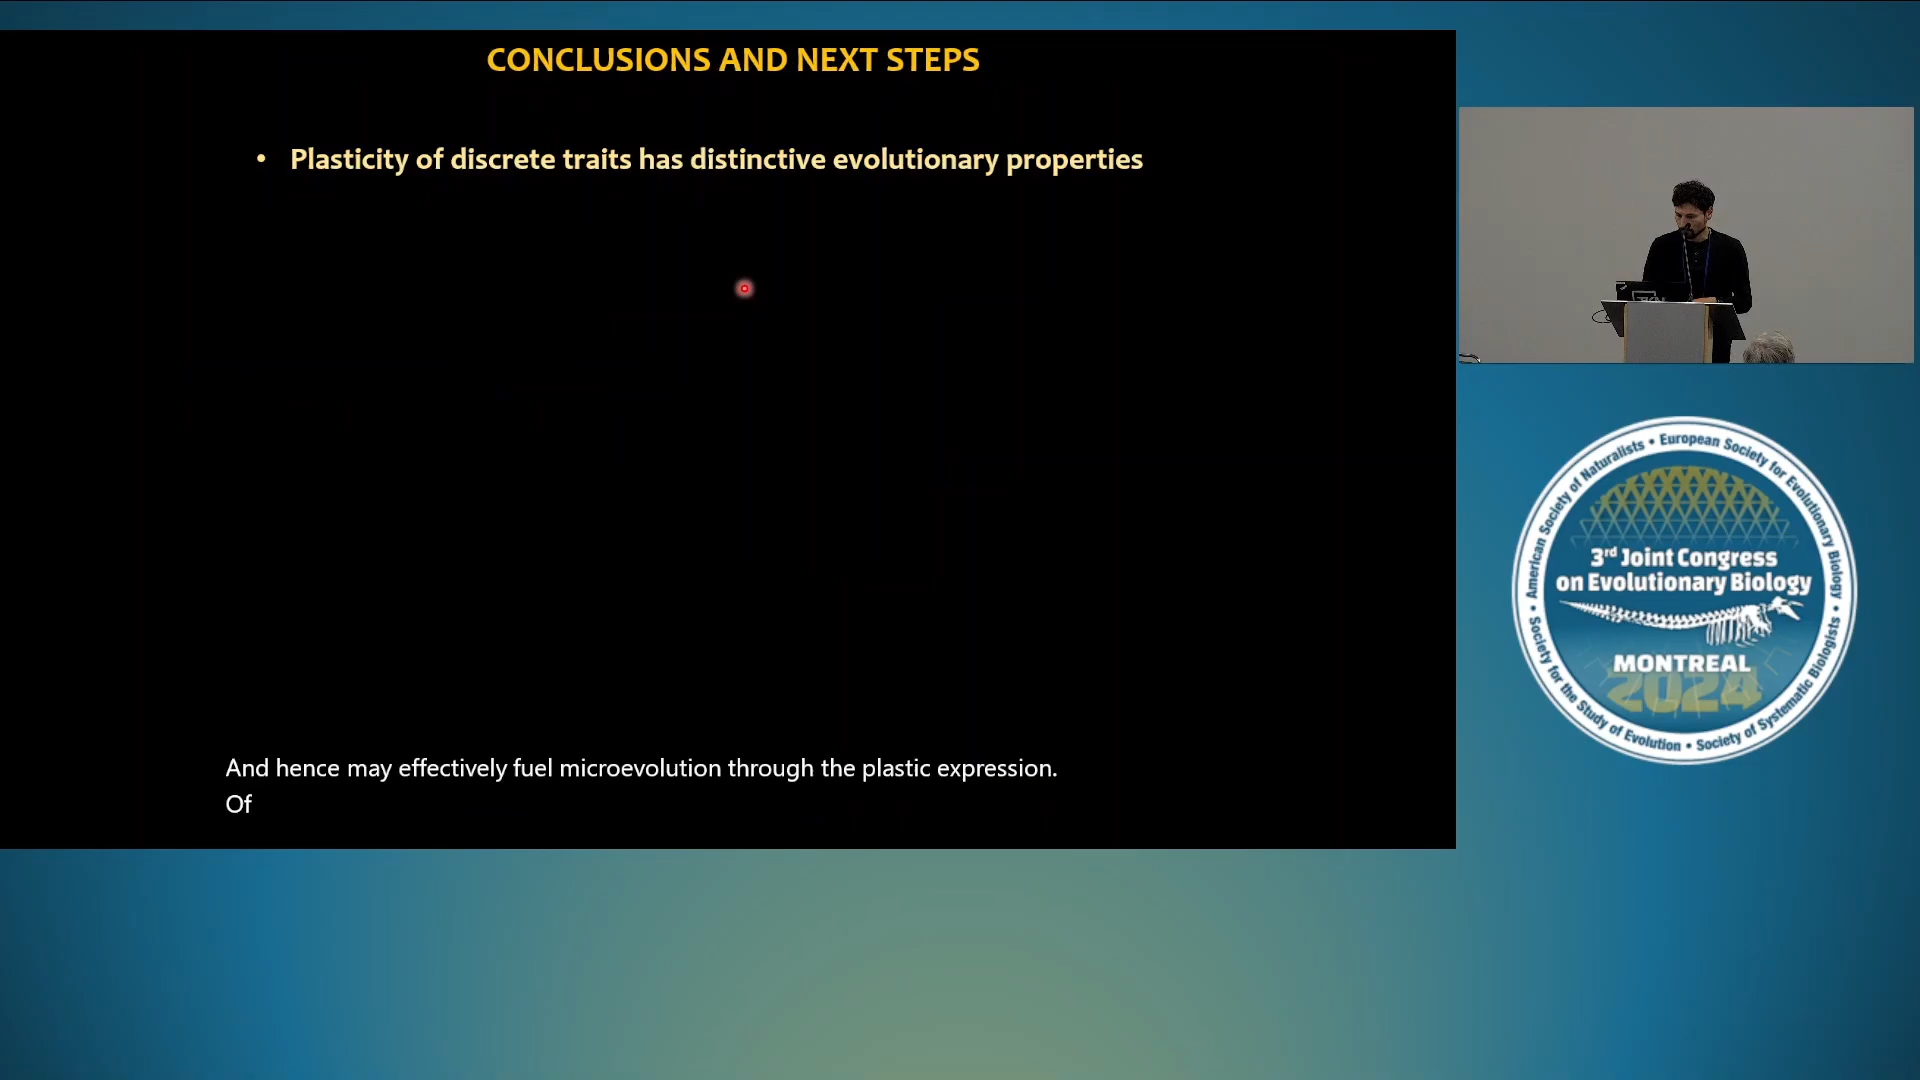 CONCLUSIONS AND NEXT STEPS
• Plasticity of discrete traits has distinctive evolutionary properties
And hence may effectively fuel microevolution through the plastic expression.
Of
American Society of Naturalists • European Society for Evolutionary Biology • Society of Systematic Biologists • Society for the Study of Evolution •
3rd Joint Congress
on Evolutionary Biology
MONTREAL
2024